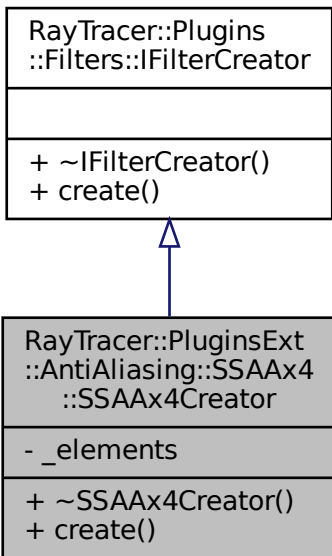 RayTracer::Plugins
::Filters::IFilterCreator
+ ~IFilterCreator()
+ create()
RayTracer::PluginsExt
::AntiAliasing::SSAAx4
::SSAAx4Creator
- _elements
+ ~SSAAx4Creator()
+ create()